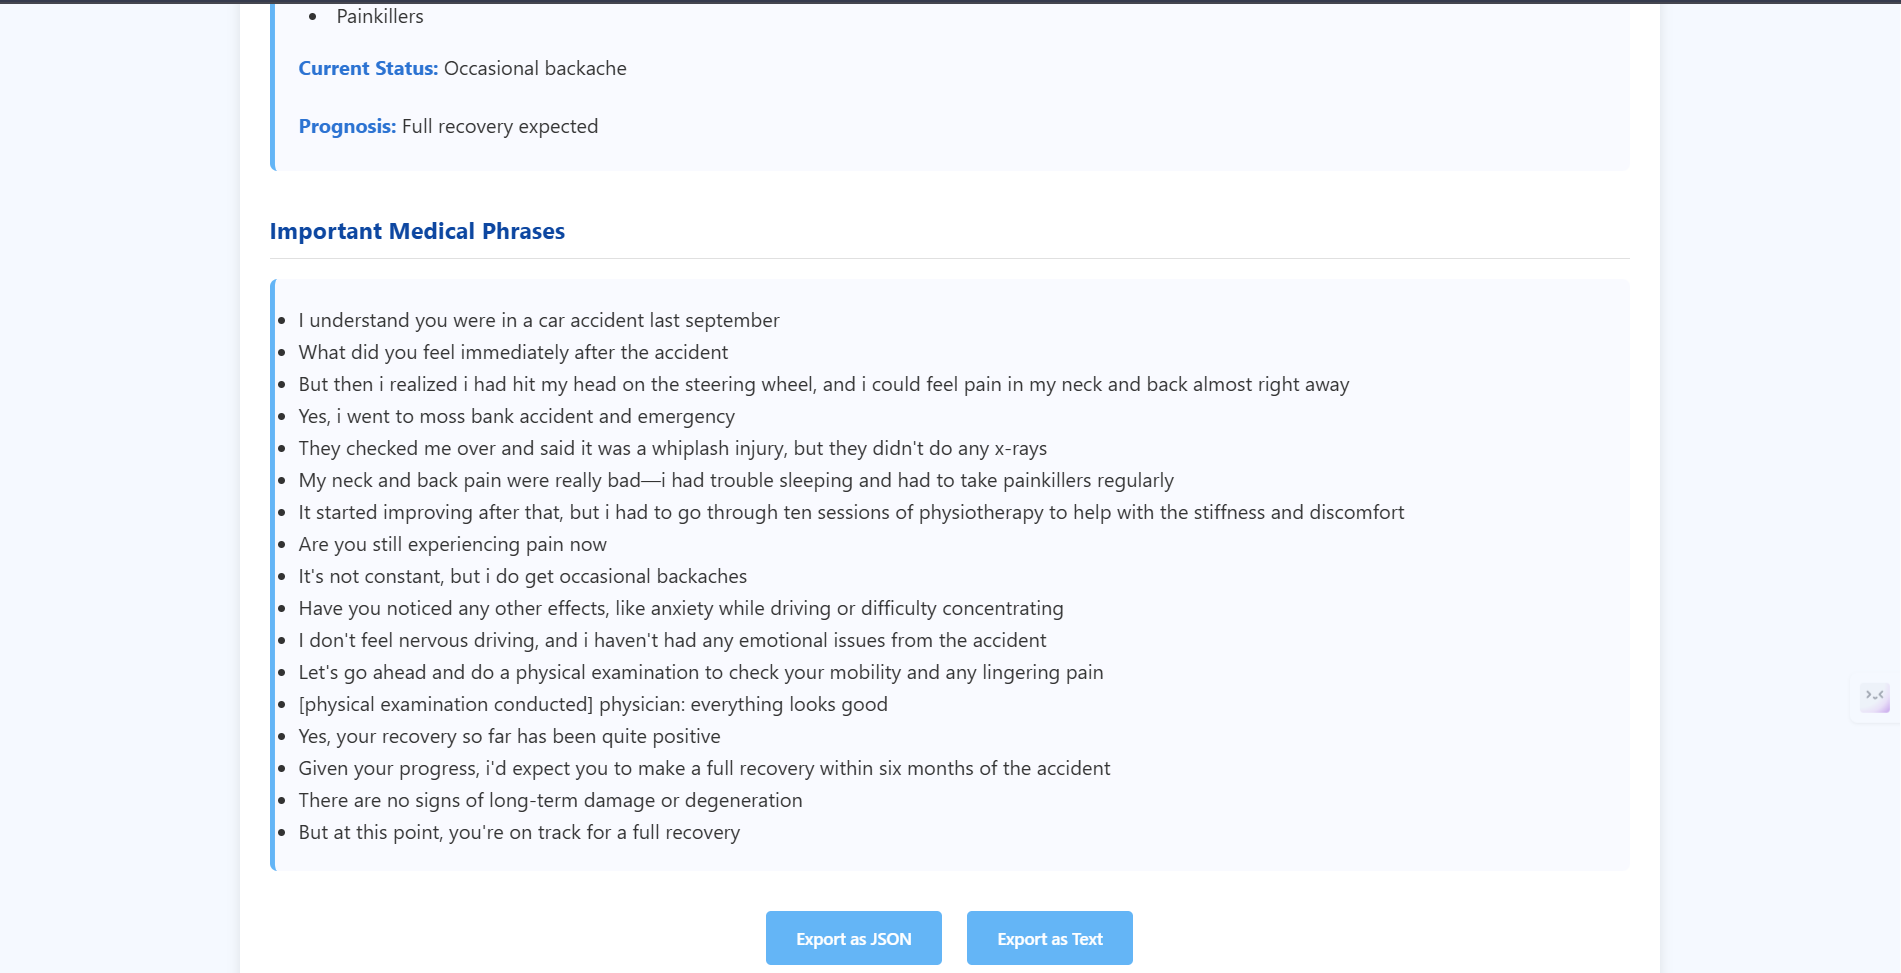 Painkillers
Current Status: Occasional backache
Prognosis: Full recovery expected
Important Medical Phrases
I understand you were in a car accident last september
What did you feel immediately after the accident
But then i realized i had hit my head on the steering wheel, and i could feel pain in my neck and back almost right away
Yes, i went to moss bank accident and emergency
They checked me over and said it was a whiplash injury, but they didn't do any x-rays
My neck and back pain were really bad—i had trouble sleeping and had to take painkillers regularly
It started improving after that, but i had to go through ten sessions of physiotherapy to help with the stiffness and discomfort
Are you still experiencing pain now
It's not constant, but i do get occasional backaches
Have you noticed any other effects, like anxiety while driving or difficulty concentrating
I don't feel nervous driving, and i haven't had any emotional issues from the accident
Let's go ahead and do a physical examination to check your mobility and any lingering pain
[physical examination conducted] physician: everything looks good
Yes, your recovery so far has been quite positive
Given your progress, i'd expect you to make a full recovery within six months of the accident
There are no signs of long-term damage or degeneration
But at this point, you're on track for a full recovery
Export as JSON
Export as Text